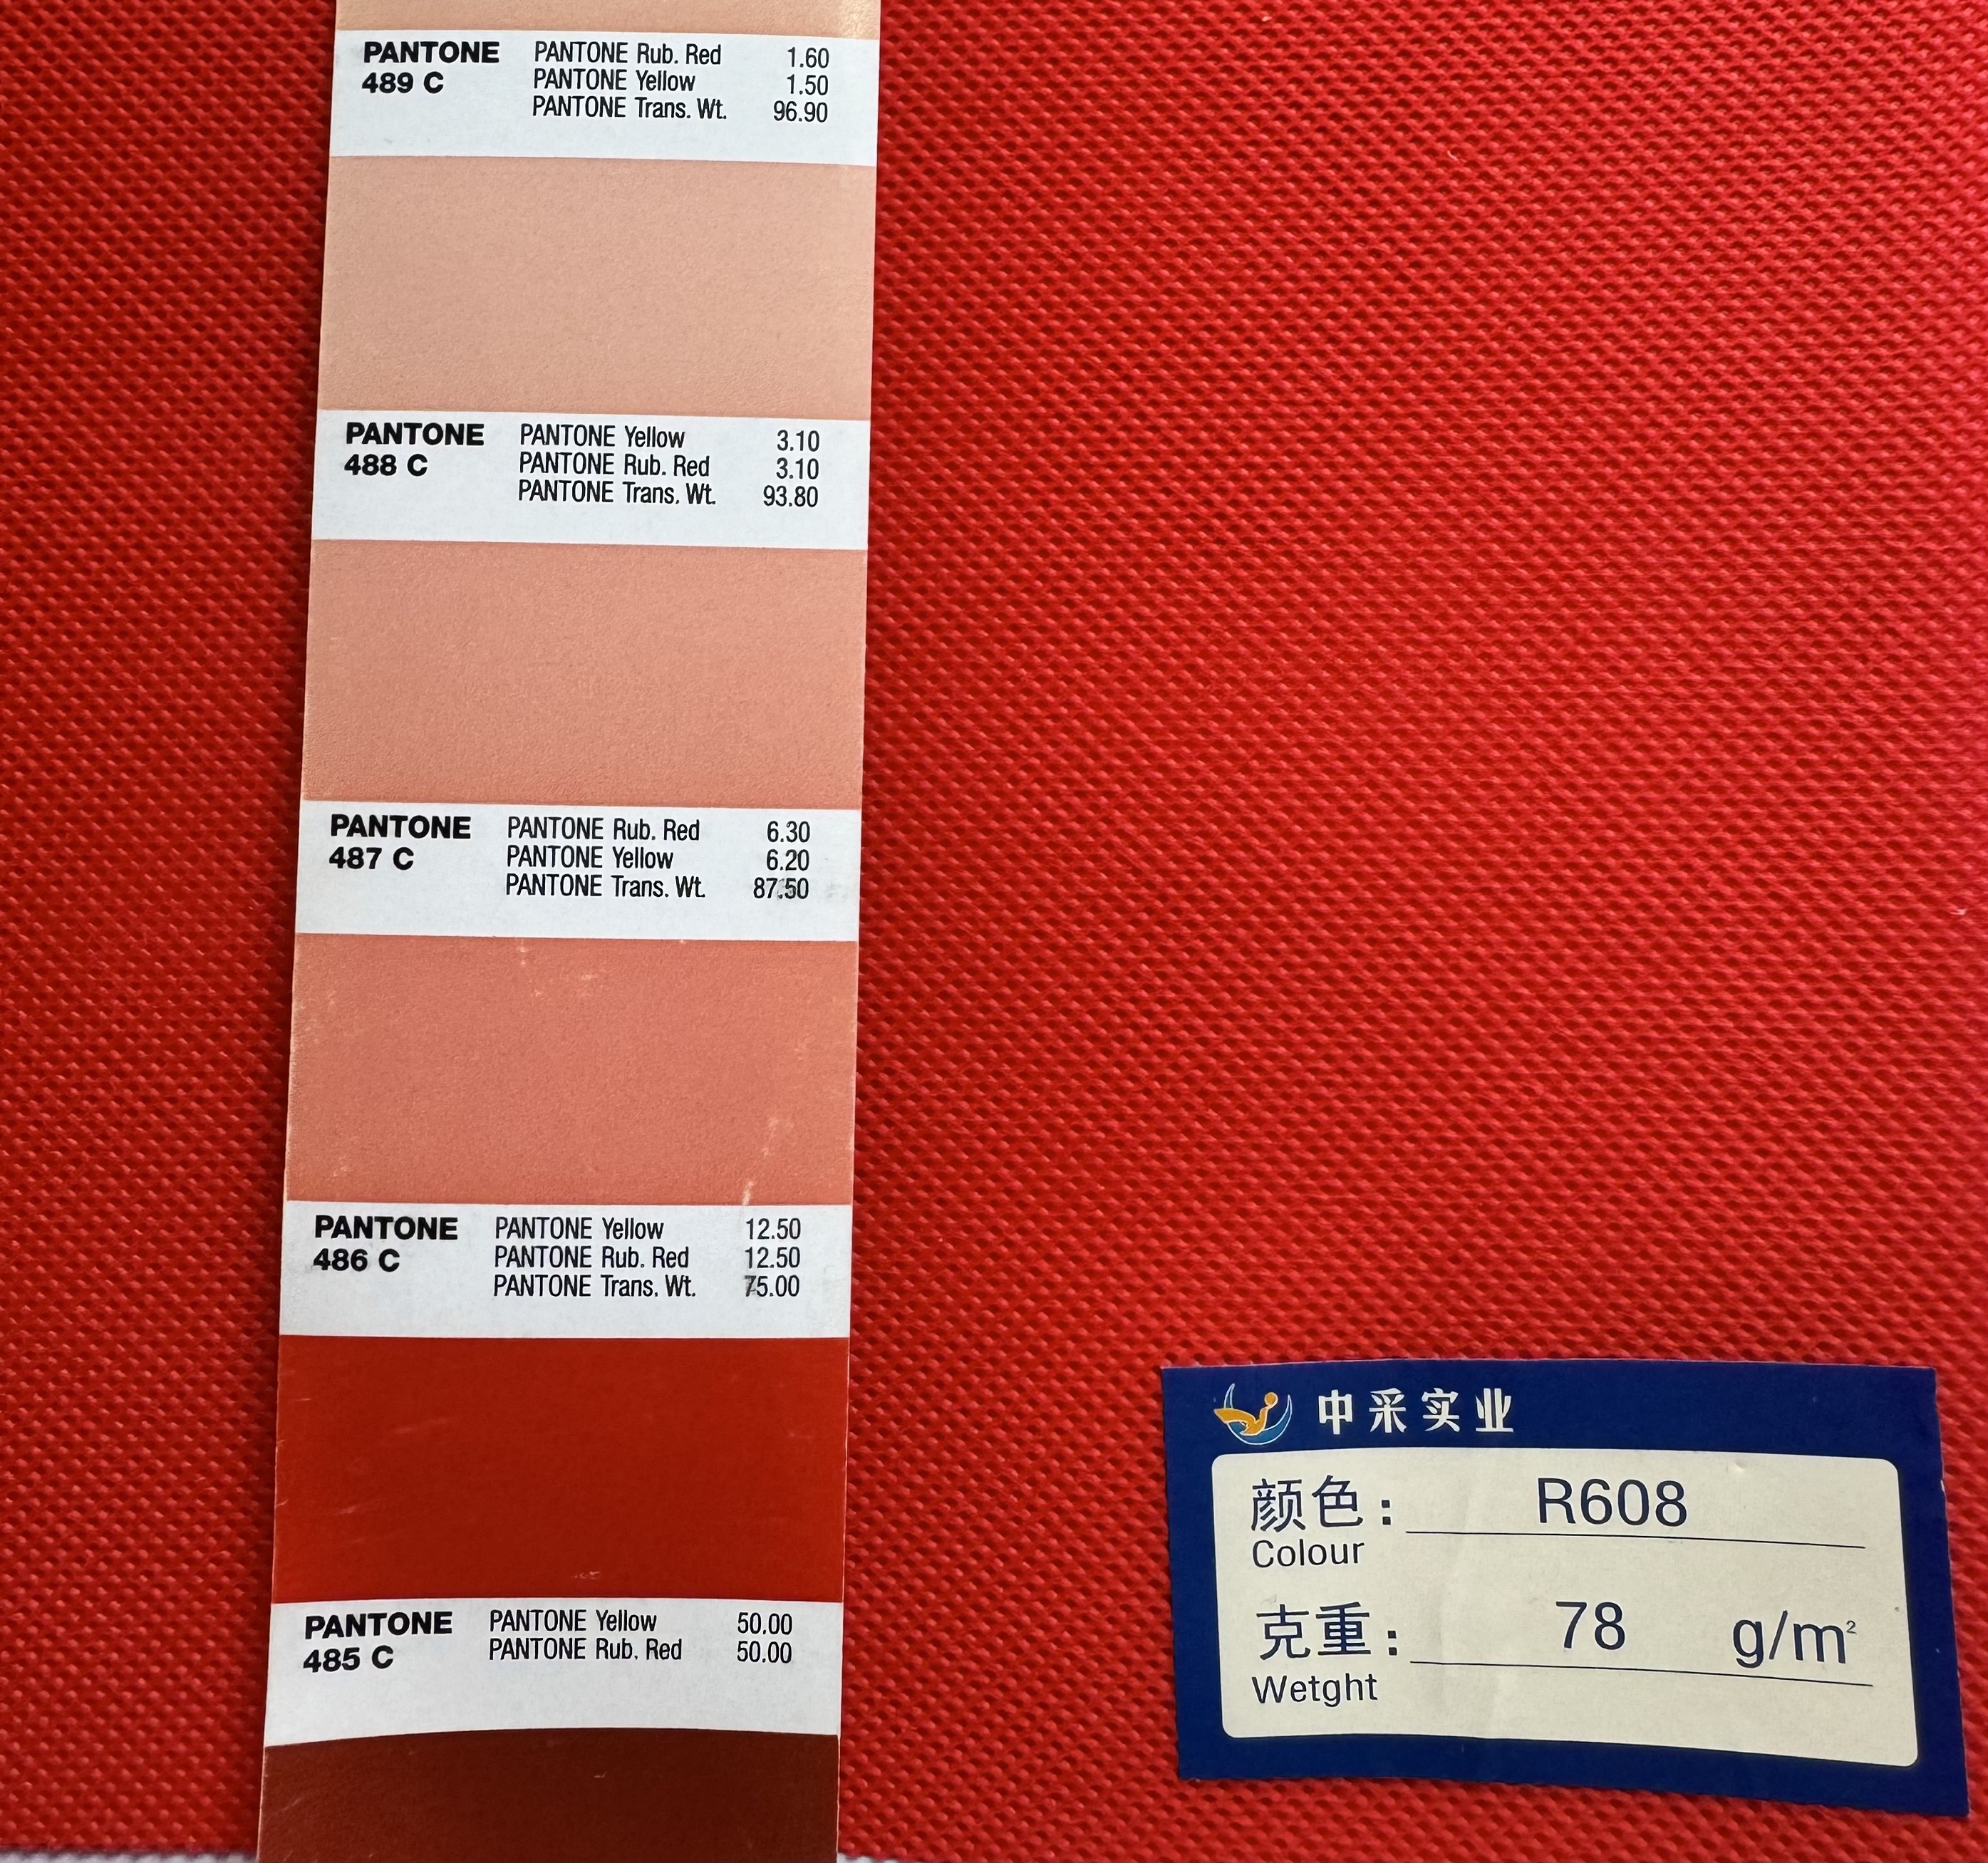 PANTONE 489 C
PANTONE Rub. Red 1.60
PANTONE Yellow 1.50
PANTONE Trans. Wt. 96.90
PANTONE 488 C
PANTONE Yellow 3.10
PANTONE Rub. Red 3.10
PANTONE Trans. Wt. 93.80
PANTONE 487 C
PANTONE Rub. Red 6.30
PANTONE Yellow 6.20
PANTONE Trans. Wt. 87.50
PANTONE 486 C
PANTONE Yellow 12.50
PANTONE Rub. Red 12.50
PANTONE Trans. Wt. 75.00
PANTONE 485 C
PANTONE Yellow 50.00
PANTONE Rub. Red 50.00
中采实业
颜色: R608
Colour
克重: 78 g/m²
Wetght